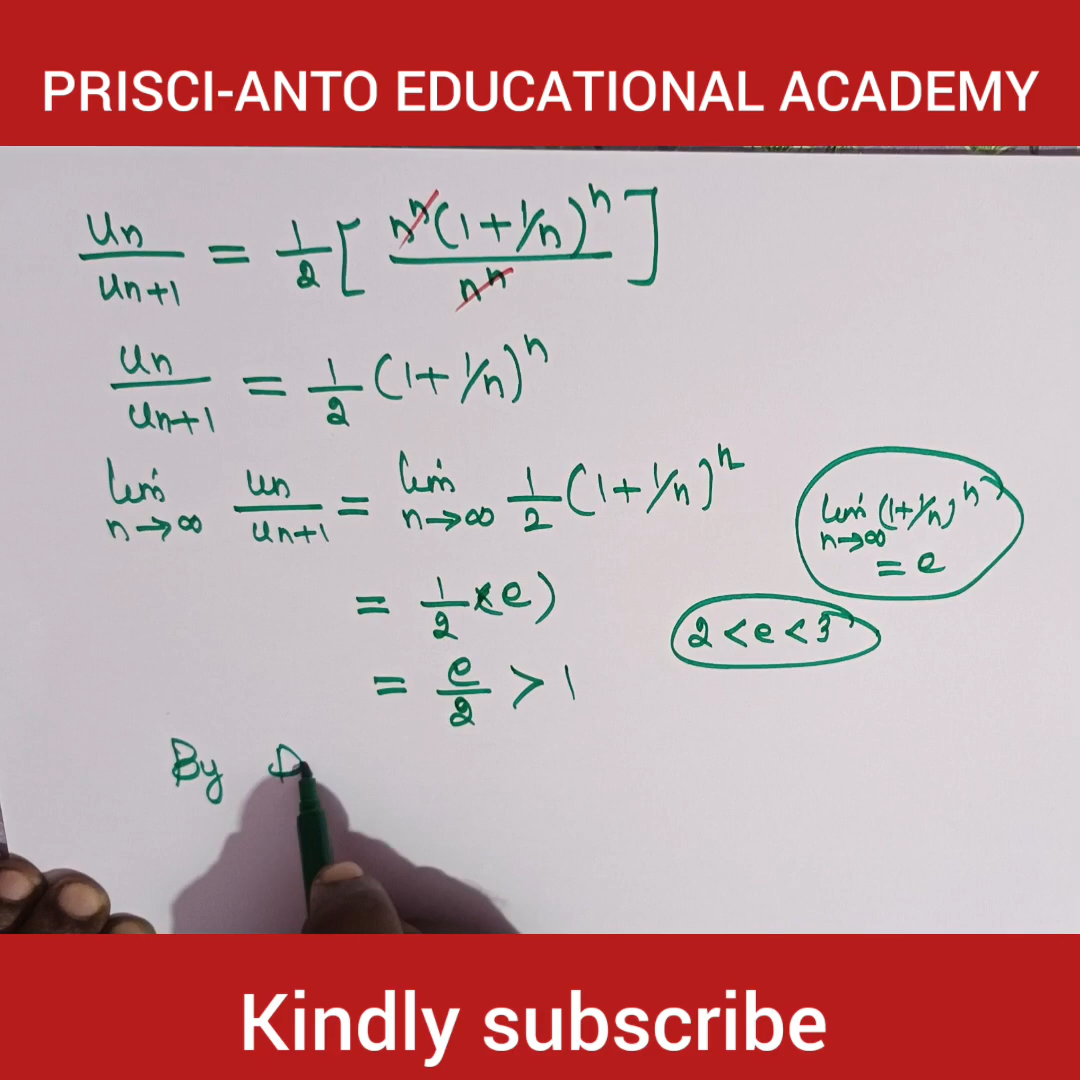 PRISCI-ANTO EDUCATIONAL ACADEMY
un/un+1 = 1/2 [ n^n (1 + 1/n)^n / n^n ]
un/un+1 = 1/2 (1 + 1/n)^n
lim n→∞ un/un+1 = lim n→∞ 1/2 (1 + 1/n)^n
lim n→∞ (1 + 1/n)^n
= e
= 1/2 (e)
2 < e < 3
= e/2 > 1
By D
Kindly subscribe